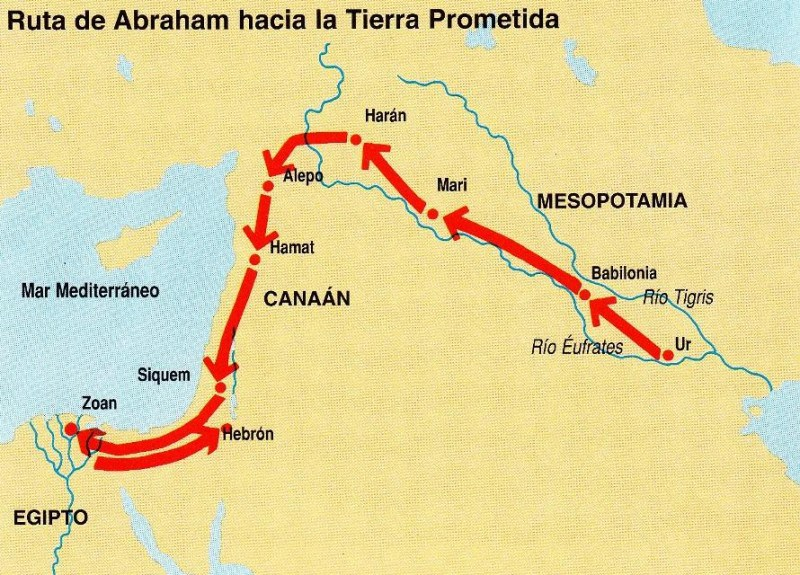 Ruta de Abraham hacia la Tierra Prometida
Harán
Alepo
Mari
MESOPOTAMIA
Hamat
Babilonia
Mar Mediterráneo
CANAÁN
Río Tigris
Río Éufrates
Ur
Siquem
Zoan
Hebrón
EGIPTO